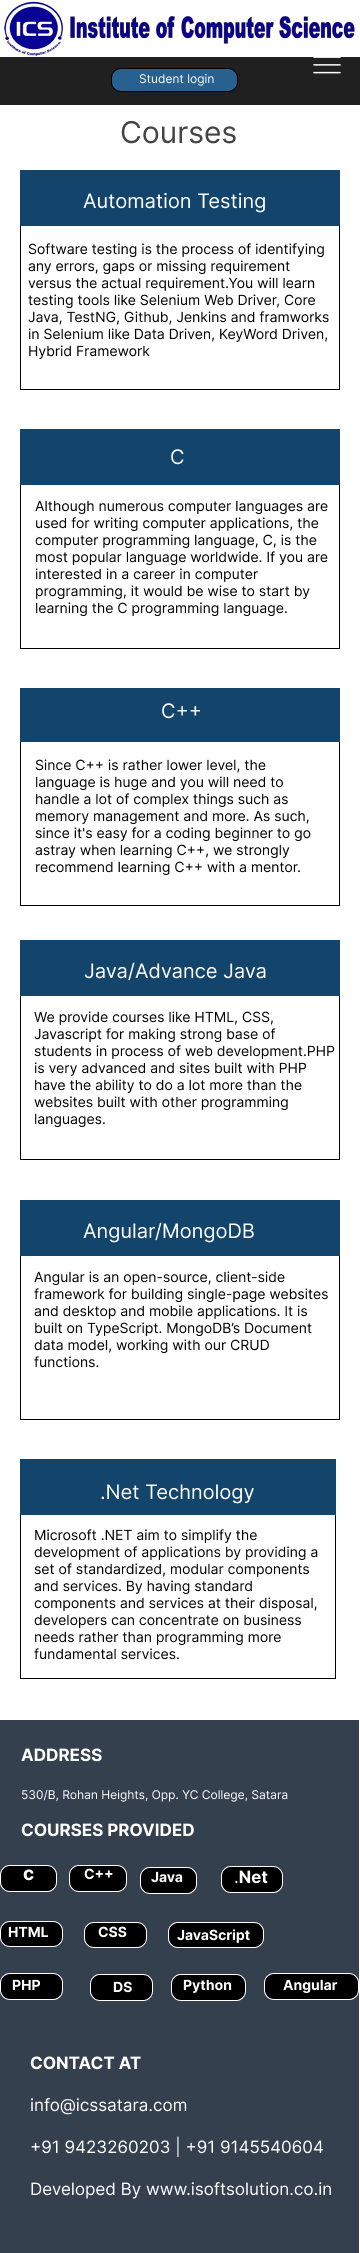 ICS Institute of Computer Science
Institute of Computer Science
Student login
Courses
Automation Testing
Software testing is the process of identifying
any errors, gaps or missing requirement
versus the actual requirement.You will learn
testing tools like Selenium Web Driver, Core
Java, TestNG, Github, Jenkins and framworks
in Selenium like Data Driven, KeyWord Driven,
Hybrid Framework
C
Although numerous computer languages are
used for writing computer applications, the
computer programming language, C, is the
most popular language worldwide. If you are
interested in a career in computer
programming, it would be wise to start by
learning the C programming language.
C++
Since C++ is rather lower level, the
language is huge and you will need to
handle a lot of complex things such as
memory management and more. As such,
since it's easy for a coding beginner to go
astray when learning C++, we strongly
recommend learning C++ with a mentor.
Java/Advance Java
We provide courses like HTML, CSS,
Javascript for making strong base of
students in process of web development.PHP
is very advanced and sites built with PHP
have the ability to do a lot more than the
websites built with other programming
languages.
Angular/MongoDB
Angular is an open-source, client-side
framework for building single-page websites
and desktop and mobile applications. It is
built on TypeScript. MongoDB’s Document
data model, working with our CRUD
functions.
.Net Technology
Microsoft .NET aim to simplify the
development of applications by providing a
set of standardized, modular components
and services. By having standard
components and services at their disposal,
developers can concentrate on business
needs rather than programming more
fundamental services.
ADDRESS
530/B, Rohan Heights, Opp. YC College, Satara
COURSES PROVIDED
c C++ Java .Net
HTML CSS JavaScript
PHP DS Python Angular
CONTACT AT
info@icssatara.com
+91 9423260203 | +91 9145540604
Developed By www.isoftsolution.co.in